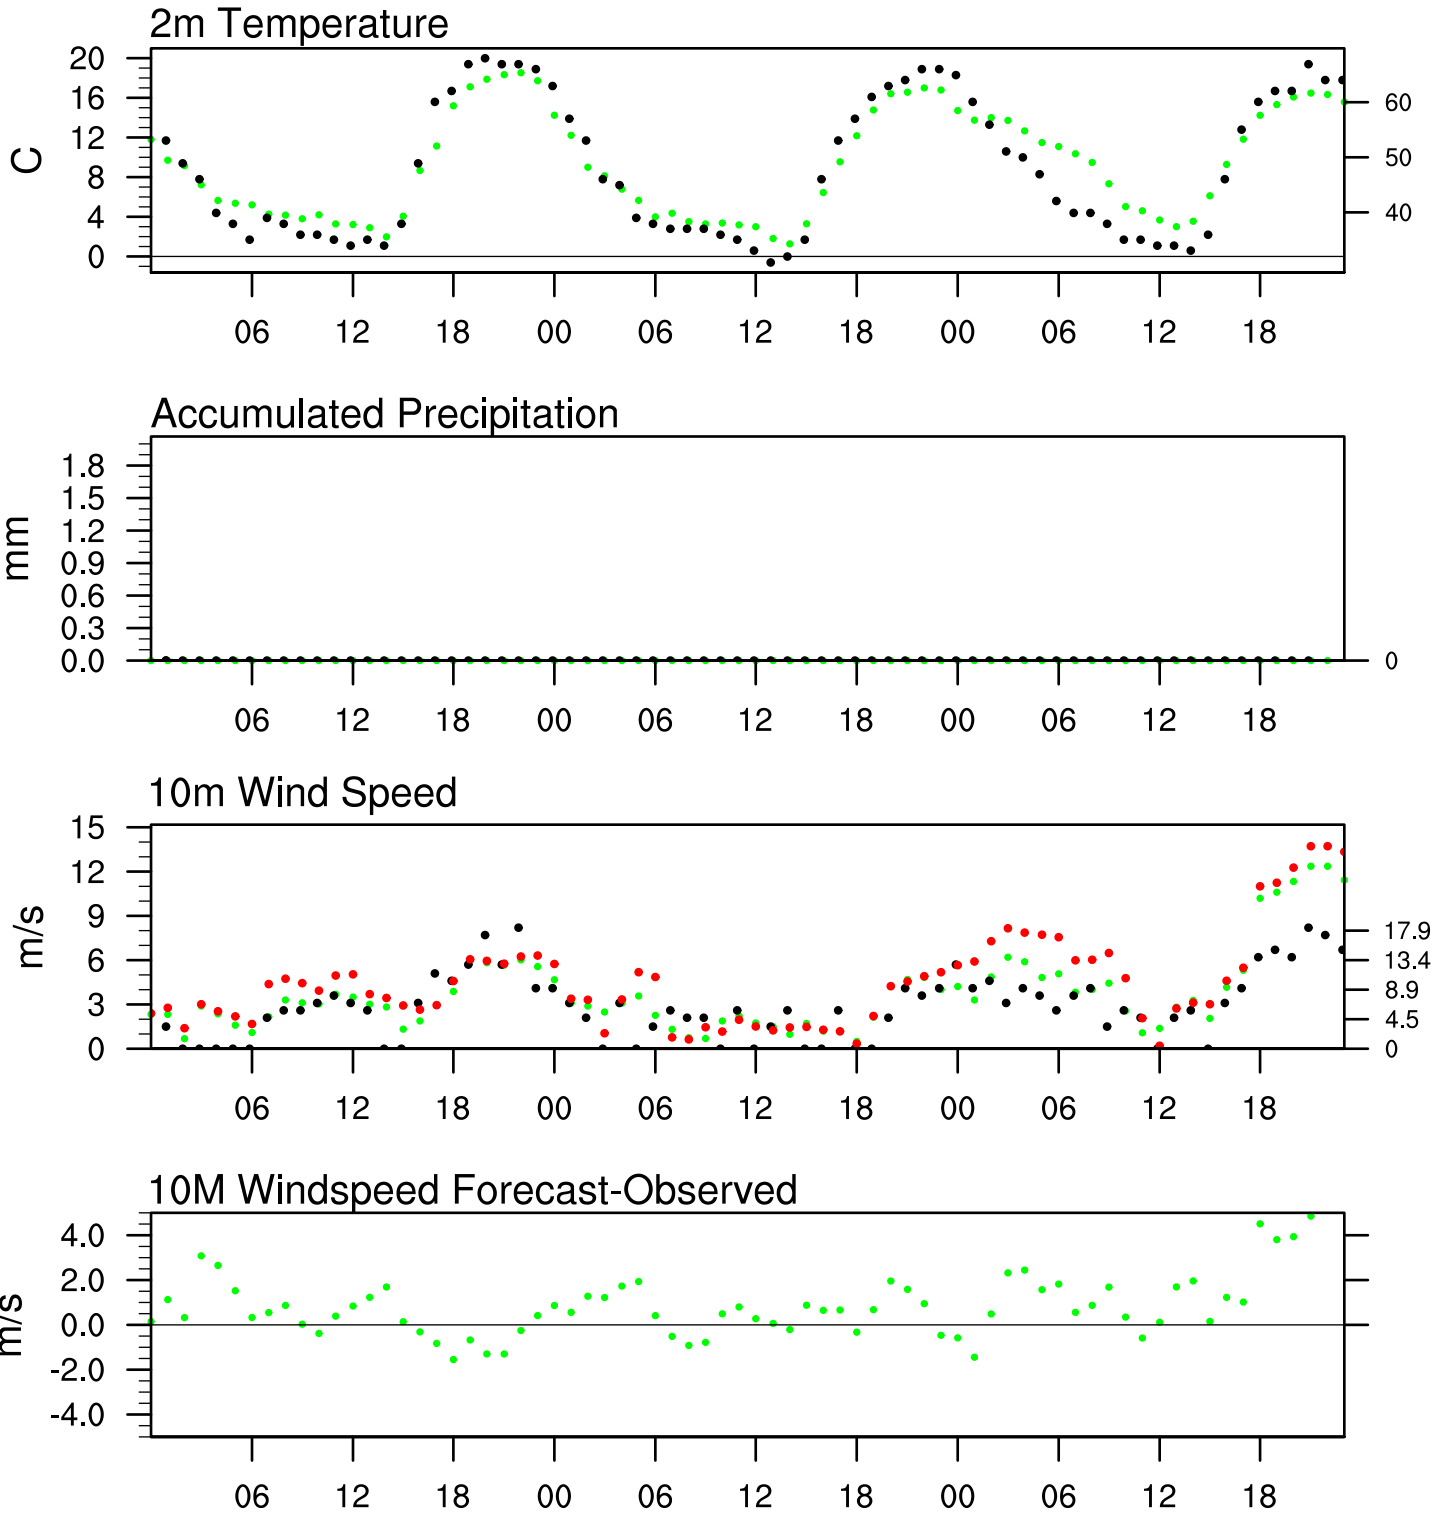 2m Temperature
20
16
12
8
4
0
C
60
50
40
06 12 18 00 06 12 18 00 06 12 18
Accumulated Precipitation
1.8
1.5
1.2
0.9
0.6
0.3
0.0
mm
0
06 12 18 00 06 12 18 00 06 12 18
10m Wind Speed
15
12
9
6
3
0
m/s
17.9
13.4
8.9
4.5
0
06 12 18 00 06 12 18 00 06 12 18
10M Windspeed Forecast-Observed
4.0
2.0
0.0
-2.0
-4.0
m/s
06 12 18 00 06 12 18 00 06 12 18